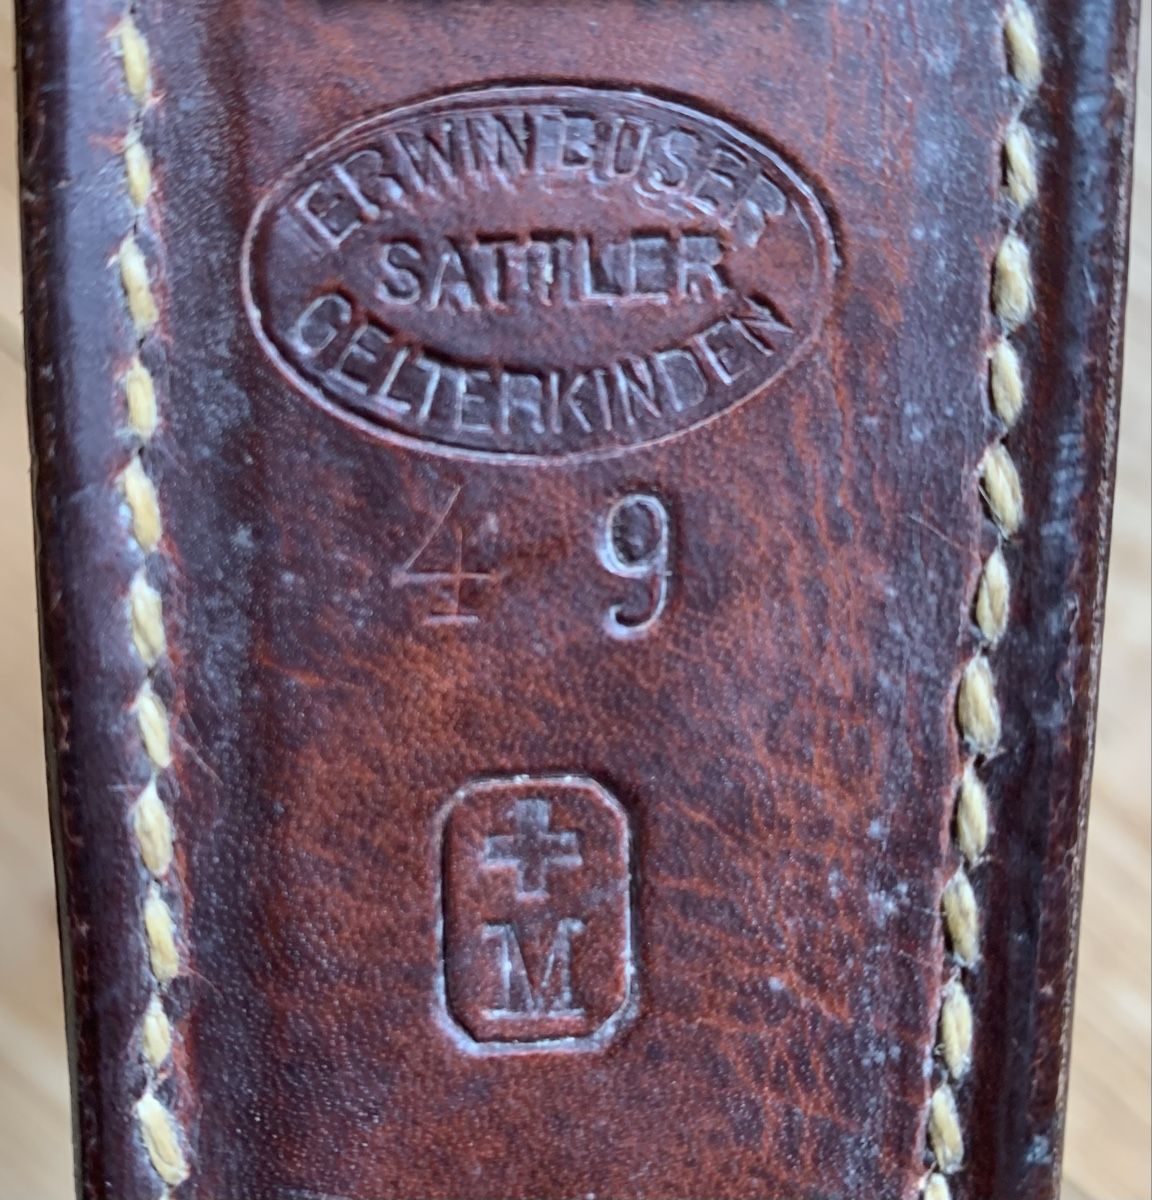 ERWIN BUSER
SATTLER
GELTERKINDEN
4 9
M